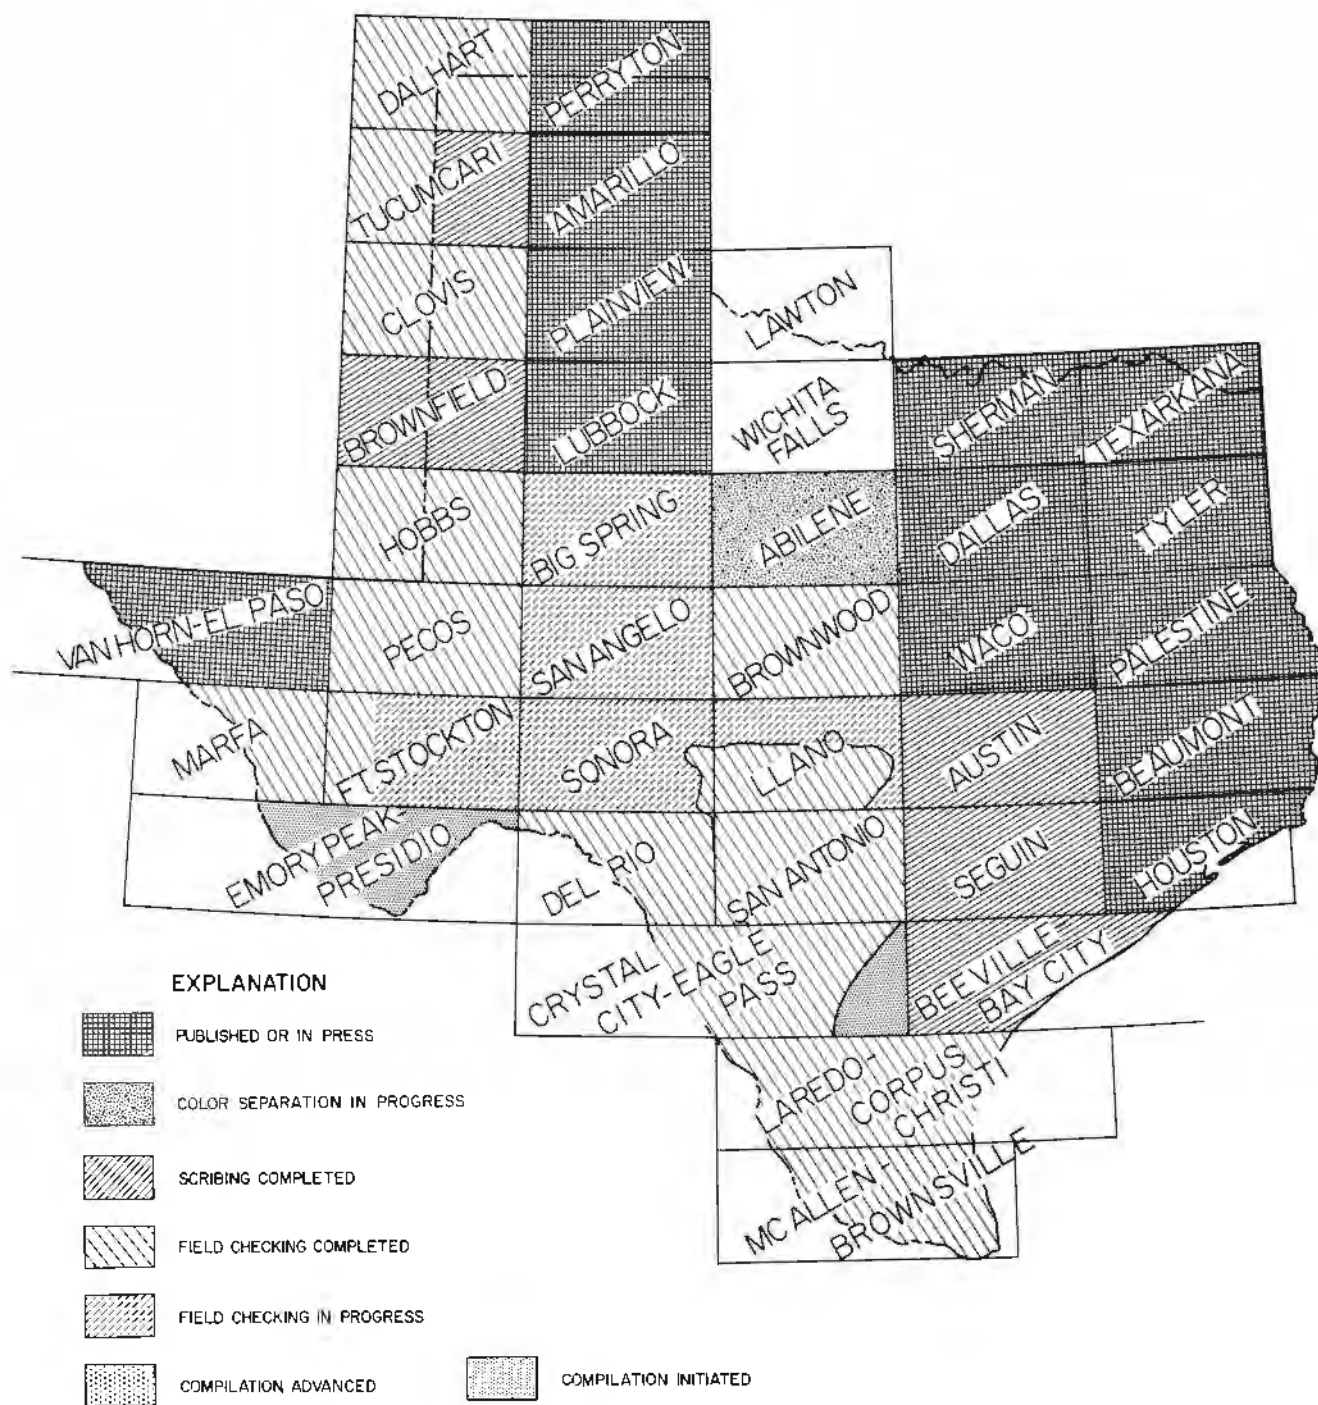 DALHART
PERRYTON
TUCUMCARI
AMARILLO
CLOVIS
PLAINVIEW
LAWTON
BROWNFIELD
LUBBOCK
WICHITA
FALLS
SHERMAN
TEXARKANA
HOBBS
BIG SPRING
ABILENE
DALLAS
TYLER
VAN HORN-EL PASO
PECOS
SAN ANGELO
BROWNWOOD
WACO
PALESTINE
MARFA
FT. STOCKTON
SONORA
LLANO
AUSTIN
BEAUMONT
EMORY PEAK-
PRESIDIO
DEL RIO
SAN ANTONIO
SEGUIN
HOUSTON
CRYSTAL
CITY-EAGLE
PASS
BEEVILLE
BAY CITY
LAREDO-
CORPUS
CHRISTI
MC ALLEN-
BROWNSVILLE
EXPLANATION
PUBLISHED OR IN PRESS
COLOR SEPARATION IN PROGRESS
SCRIBING COMPLETED
FIELD CHECKING COMPLETED
FIELD CHECKING IN PROGRESS
COMPILATION ADVANCED
COMPILATION INITIATED